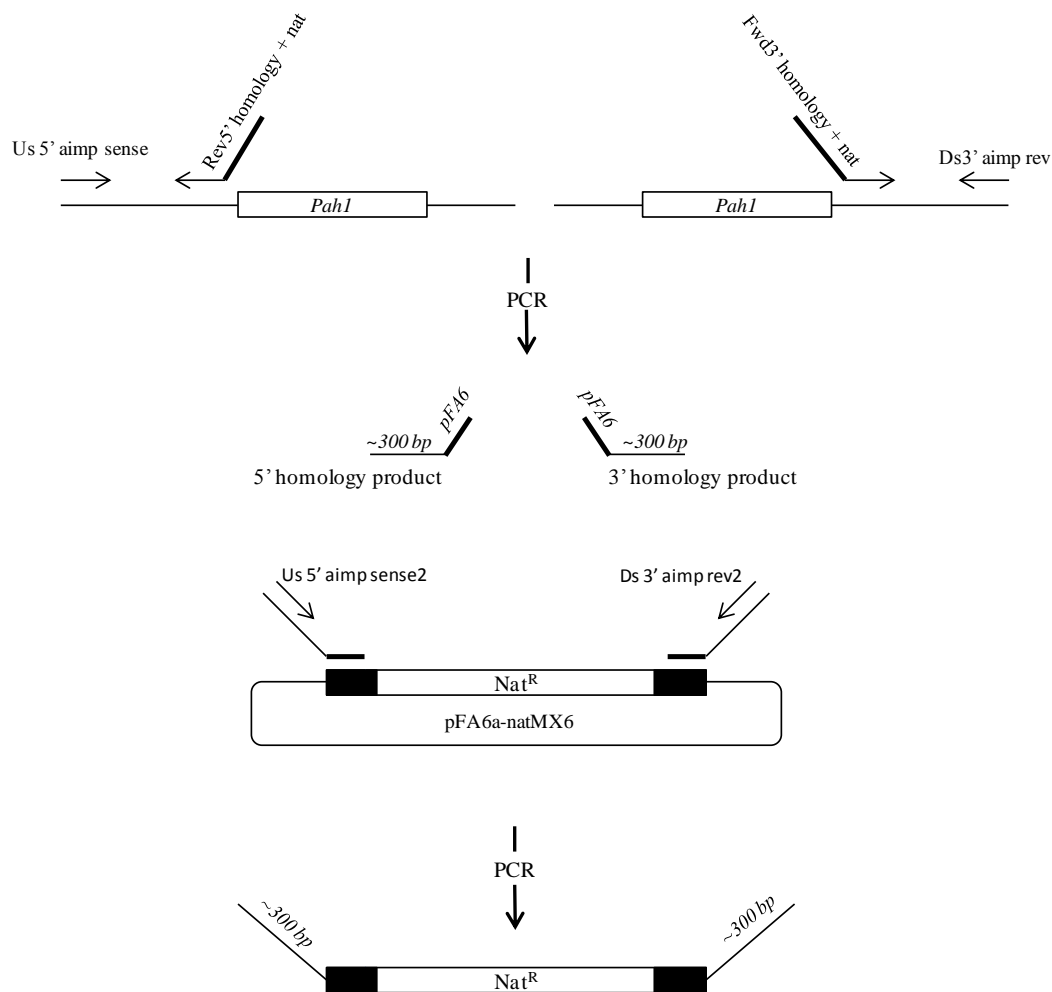 Us 5’ aimp sense
Rev5’ homology + nat
Fwd3’ homology + nat
Ds3’ aimp rev
Pah1
Pah1
PCR
pFA6
pFA6
~300 bp
~300 bp
5’ homology product
3’ homology product
Us 5’ aimp sense2
Ds 3’ aimp rev2
Nat^R
pFA6a-natMX6
PCR
~300 bp
~300 bp
Nat^R